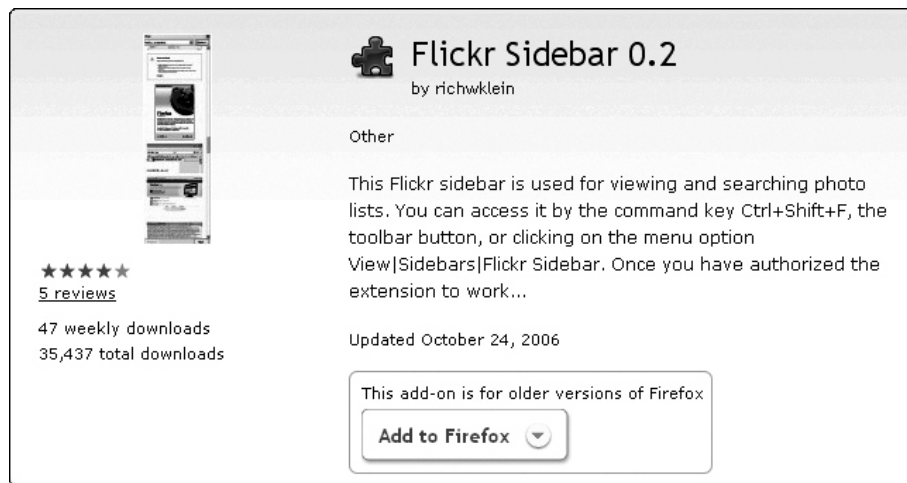 Flickr Sidebar 0.2
by richwklein
Other
This Flickr sidebar is used for viewing and searching photo
lists. You can access it by the command key Ctrl+Shift+F, the
toolbar button, or clicking on the menu option
View|Sidebars|Flickr Sidebar. Once you have authorized the
extension to work...
5 reviews
47 weekly downloads
35,437 total downloads
Updated October 24, 2006
This add-on is for older versions of Firefox
Add to Firefox